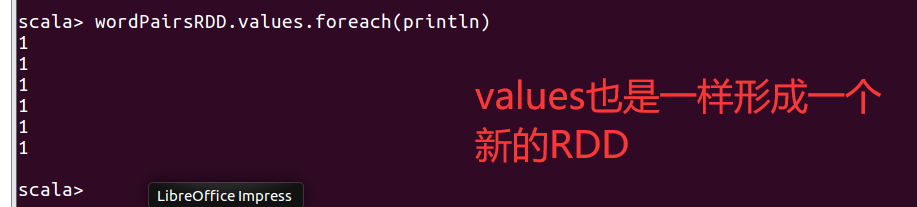 scala> wordPairsRDD.values.foreach(println)
1
1
1
1
1
1
values也是一样形成一个
新的RDD
scala>
LibreOffice Impress